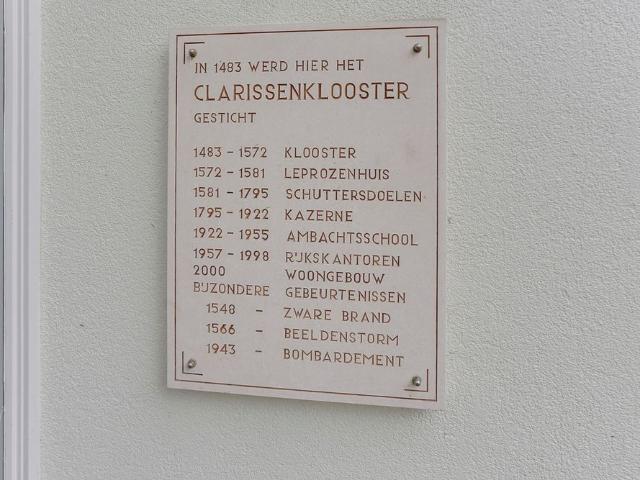 IN 1483 WERD HIER HET
CLARISSENKLOOSTER
GESTICHT
1483 – 1572 KLOOSTER
1572 – 1581 LEPROZENHUIS
1581 – 1795 SCHUTTERSDOELEN
1795 – 1922 KAZERNE
1922 – 1955 AMBACHTSSCHOOL
1957 – 1998 RIJKSKANTOREN
2000 WOONGEBOUW
BIJZONDERE GEBEURTENISSEN
1548 – ZWARE BRAND
1566 – BEELDENSTORM
1943 – BOMBARDEMENT